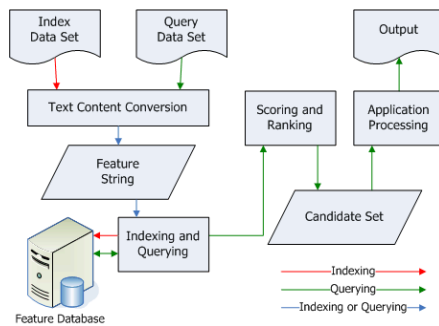 Index
Data Set
Query
Data Set
Output
Text Content Conversion
Scoring and
Ranking
Application
Processing
Feature
String
Candidate Set
Indexing and
Querying
Feature Database
Indexing
Querying
Indexing or Querying